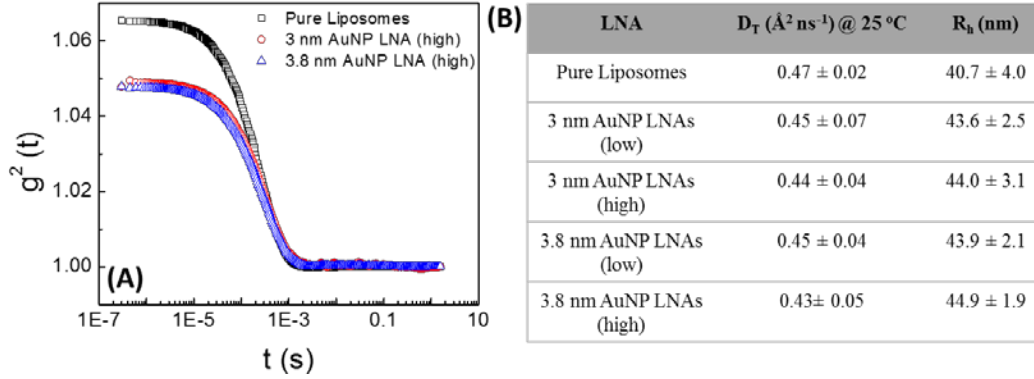 1.06
1.04
1.02
1.00
g² (t)
Pure Liposomes
3 nm AuNP LNA (high)
3.8 nm AuNP LNA (high)
(A)
1E-7 1E-5 1E-3 0.1 10
t (s)
(B)
LNA D_T (Å² ns⁻¹) @ 25 °C R_h (nm)
Pure Liposomes 0.47 ± 0.02 40.7 ± 4.0
3 nm AuNP LNAs (low) 0.45 ± 0.07 43.6 ± 2.5
3 nm AuNP LNAs (high) 0.44 ± 0.04 44.0 ± 3.1
3.8 nm AuNP LNAs (low) 0.45 ± 0.04 43.9 ± 2.1
3.8 nm AuNP LNAs (high) 0.43± 0.05 44.9 ± 1.9